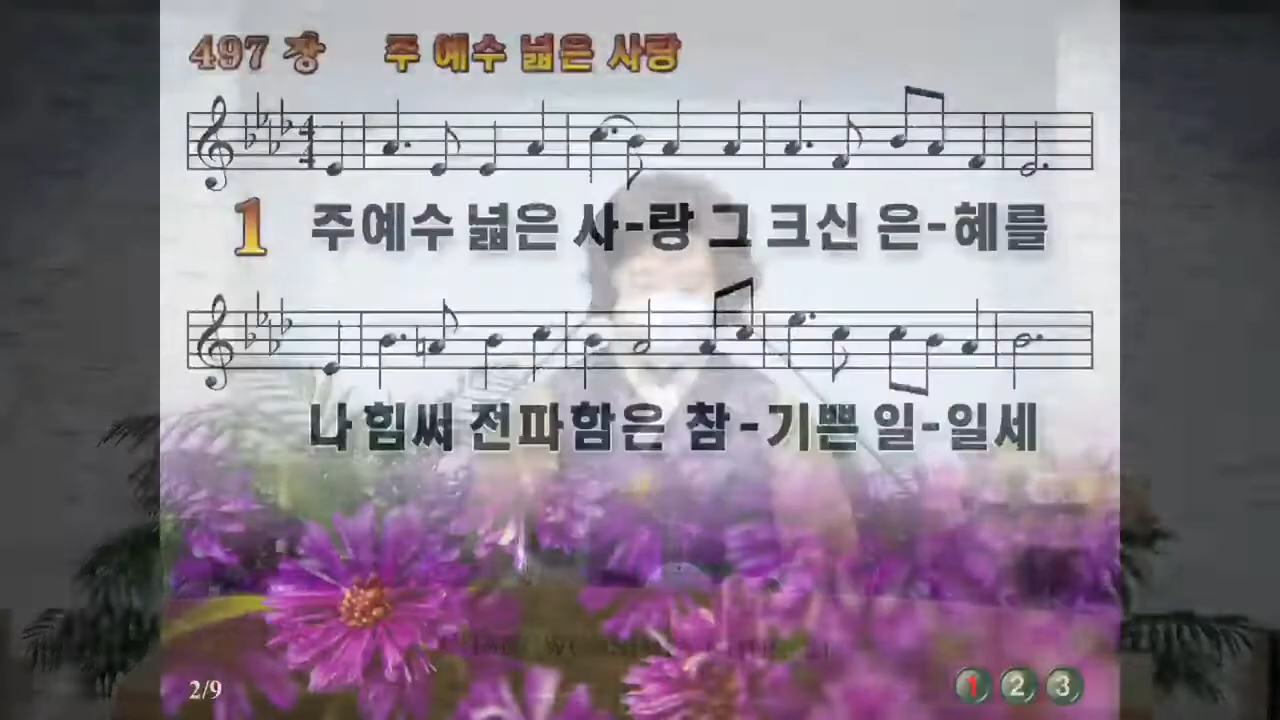 497 장 주 예수 넓은 사랑
1 주예수 넓은 사-랑 그 크신 은-혜를
나 힘써 전파함은 참-기쁜 일-일세
2/9 1 2 3